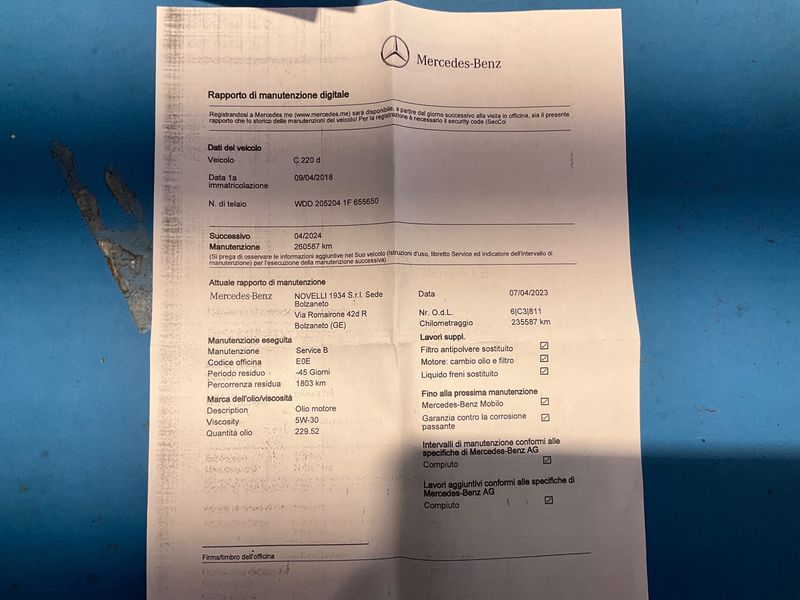 Mercedes-Benz
Rapporto di manutenzione digitale
Registrandosi a Mercedes me (www.mercedes.me) sarà disponibile, a partire dal giorno successivo alla visita in officina, sia il presente
rapporto che lo storico delle manutenzioni del veicolo! Per la registrazione è necessario il security code (SecCo
Dati del veicolo
Veicolo C 220 d
Data 1a 09/04/2018
immatricolazione
N. di telaio WDD 205204 1F 655650
Successivo 04/2024
Manutenzione 260587 km
(Si prega di osservare le informazioni aggiuntive nel Suo veicolo (Istruzioni d'uso, libretto Service ed indicatore dell'intervallo di
manutenzione) per l'esecuzione della manutenzione successiva)
Attuale rapporto di manutenzione
Mercedes-Benz NOVELLI 1934 S.r.l. Sede
Bolzaneto
Via Romairone 42d R
Bolzaneto (GE)
Data 07/04/2023
Nr. O.d.L. 6|C3|811
Chilometraggio 235587 km
Manutenzione eseguita
Manutenzione Service B
Codice officina E0E
Periodo residuo -45 Giorni
Percorrenza residua 1803 km
Marca dell'olio/viscosità
Description Olio motore
Viscosity 5W-30
Quantità olio 229.52
Lavori suppl.
Filtro antipolvere sostituito ☑
Motore: cambio olio e filtro ☑
Liquido freni sostituito ☑
Fino alla prossima manutenzione
Mercedes-Benz Mobilo ☑
Garanzia contro la corrosione ☑
passante
Intervalli di manutenzione conformi alle
specifiche di Mercedes-Benz AG
Compiuto ☑
Lavori aggiuntivi conformi alle specifiche di
Mercedes-Benz AG
Compiuto ☑
Firma/timbro dell'officina